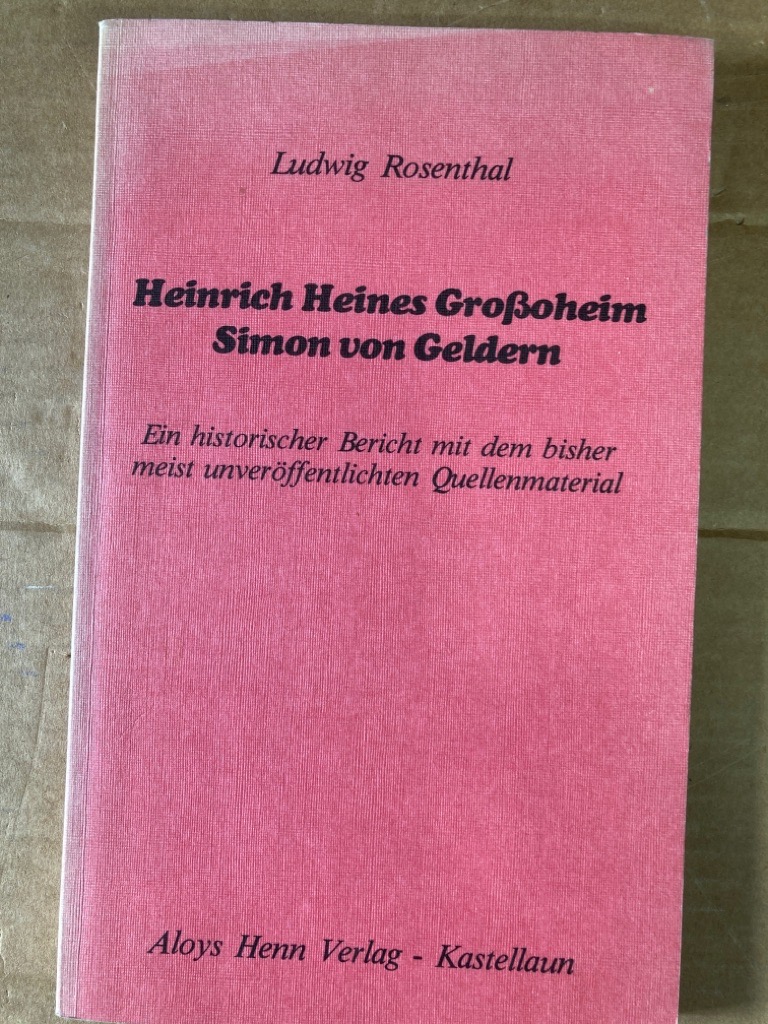 Ludwig Rosenthal
Heinrich Heines Großoheim
Simon von Geldern
Ein historischer Bericht mit dem bisher
meist unveröffentlichten Quellenmaterial
Aloys Henn Verlag - Kastellaun